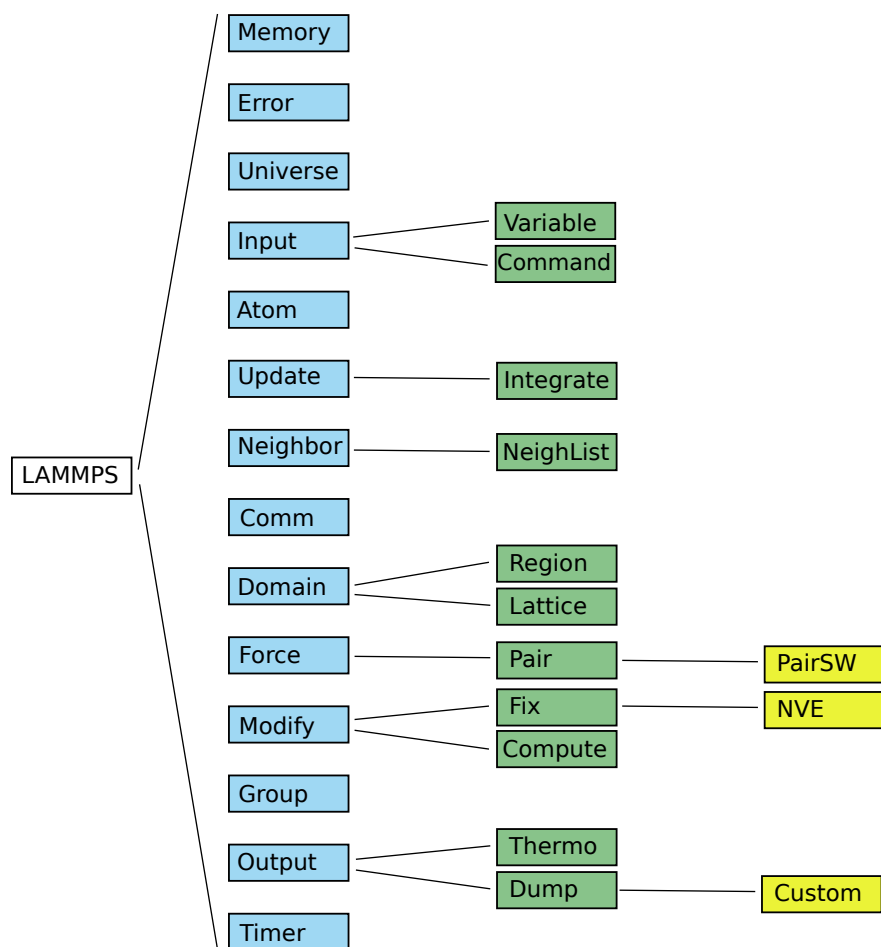 Memory
Error
Universe
Input
Variable
Command
Atom
Update
Integrate
Neighbor
NeighList
LAMMPS
Comm
Domain
Region
Lattice
Force
Pair
PairSW
Modify
Fix
NVE
Compute
Group
Output
Thermo
Dump
Custom
Timer